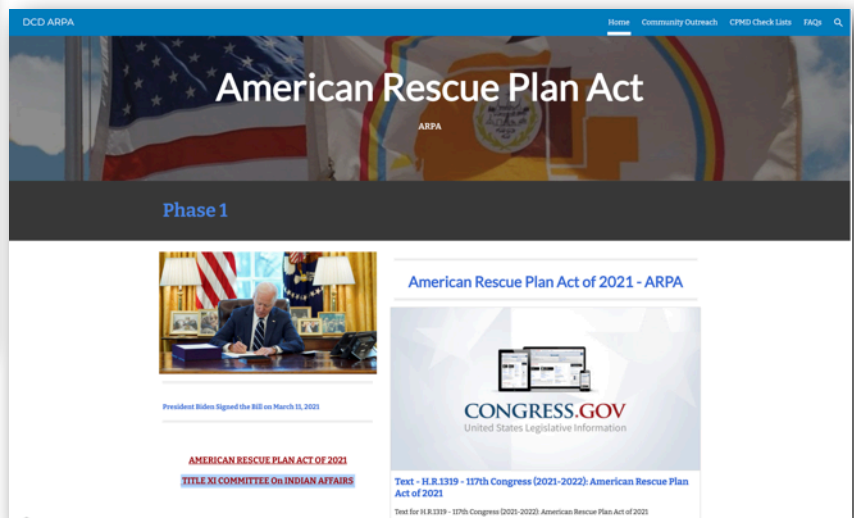 DCD ARPA
Home Community Outreach CPMD Check Lists FAQs
American Rescue Plan Act
ARPA
Phase 1
President Biden Signed the Bill on March 11, 2021
AMERICAN RESCUE PLAN ACT OF 2021
TITLE XI COMMITTEE On INDIAN AFFAIRS
American Rescue Plan Act of 2021 - ARPA
CONGRESS.GOV
United States Legislative Information
Text - H.R.1319 - 117th Congress (2021-2022): American Rescue Plan
Act of 2021
Text for H.R.1319 - 117th Congress (2021-2022): American Rescue Plan Act of 2021